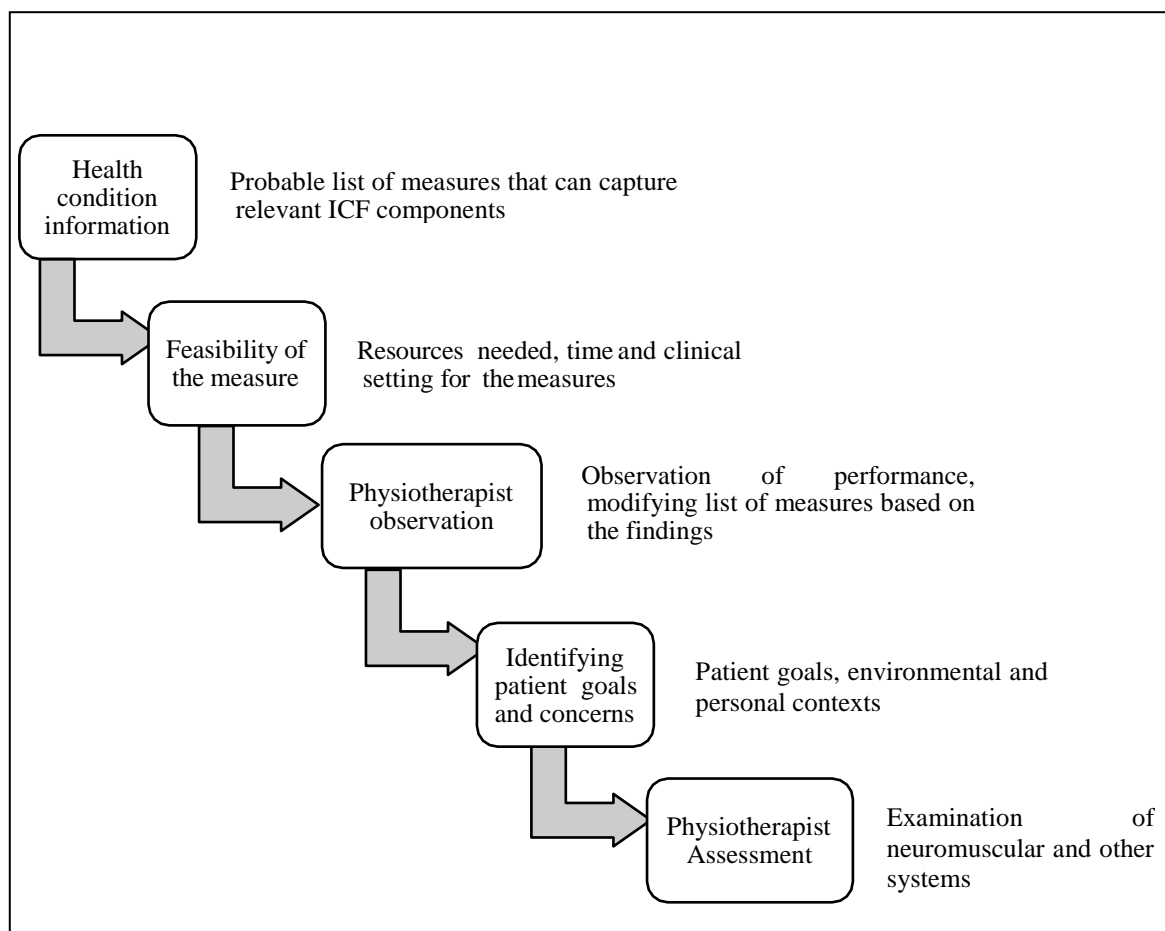 Health
condition
information
Probable list of measures that can capture
relevant ICF components
Feasibility of
the measure
Resources needed, time and clinical
setting for the measures
Physiotherapist
observation
Observation of performance,
modifying list of measures based on
the findings
Identifying
patient goals
and concerns
Patient goals, environmental and
personal contexts
Physiotherapist
Assessment
Examination of
neuromuscular and other
systems